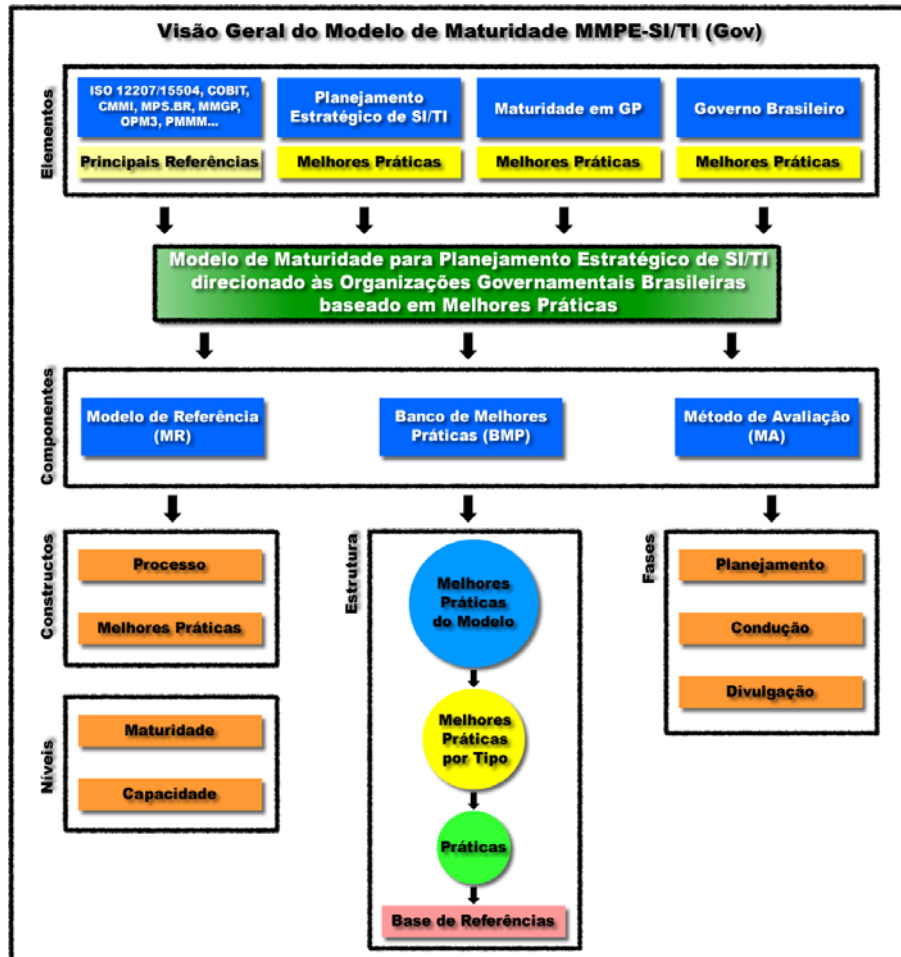 Visão Geral do Modelo de Maturidade MMPE-SI/TI (Gov)
Elementos
ISO 12207/15504, COBIT,
CMMI, MPS.BR, MMGP,
OPM3, PMMM...
Principais Referências
Planejamento
Estratégico de SI/TI
Melhores Práticas
Maturidade em GP
Melhores Práticas
Governo Brasileiro
Melhores Práticas
Modelo de Maturidade para Planejamento Estratégico de SI/TI
direcionado às Organizações Governamentais Brasileiras
baseado em Melhores Práticas
Componentes
Modelo de Referência
(MR)
Banco de Melhores
Práticas (BMP)
Método de Avaliação
(MA)
Constructos
Processo
Melhores Práticas
Níveis
Maturidade
Capacidade
Estrutura
Melhores
Práticas
do Modelo
Melhores
Práticas
por Tipo
Práticas
Base de Referências
Fases
Planejamento
Condução
Divulgação